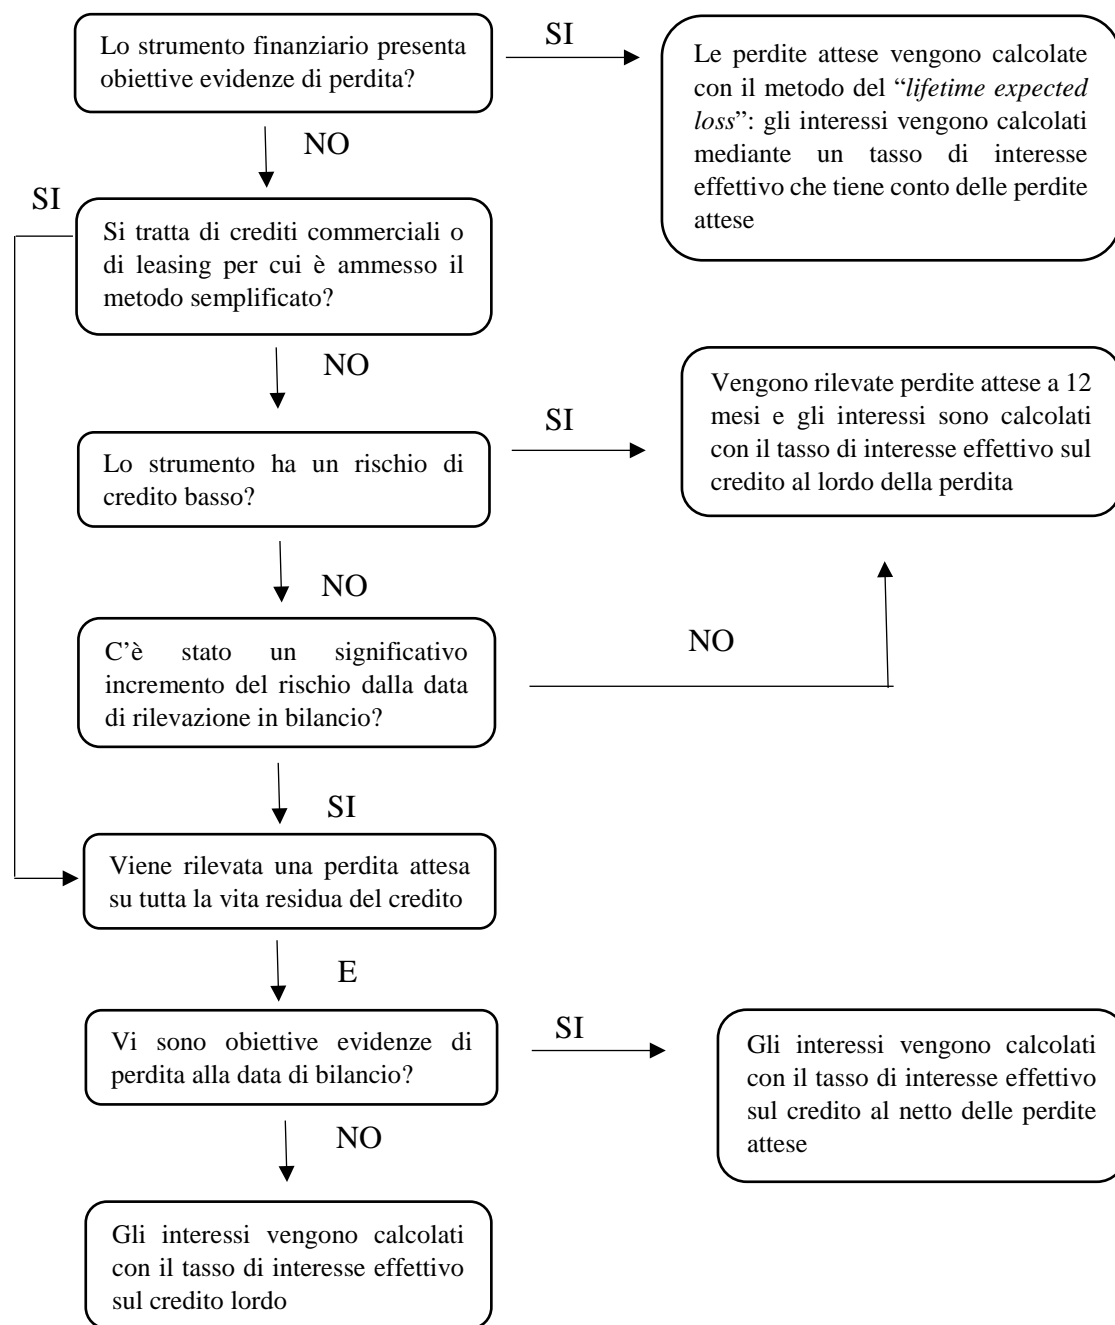 Lo strumento finanziario presenta
obiettive evidenze di perdita?
SI
Le perdite attese vengono calcolate
con il metodo del “lifetime expected
loss”: gli interessi vengono calcolati
mediante un tasso di interesse
effettivo che tiene conto delle perdite
attese
NO
SI
Si tratta di crediti commerciali o
di leasing per cui è ammesso il
metodo semplificato?
NO
Lo strumento ha un rischio di
credito basso?
SI
Vengono rilevate perdite attese a 12
mesi e gli interessi sono calcolati
con il tasso di interesse effettivo sul
credito al lordo della perdita
NO
C’è stato un significativo
incremento del rischio dalla data
di rilevazione in bilancio?
NO
SI
Viene rilevata una perdita attesa
su tutta la vita residua del credito
E
Vi sono obiettive evidenze di
perdita alla data di bilancio?
SI
Gli interessi vengono calcolati
con il tasso di interesse effettivo
sul credito al netto delle perdite
attese
NO
Gli interessi vengono calcolati
con il tasso di interesse effettivo
sul credito lordo